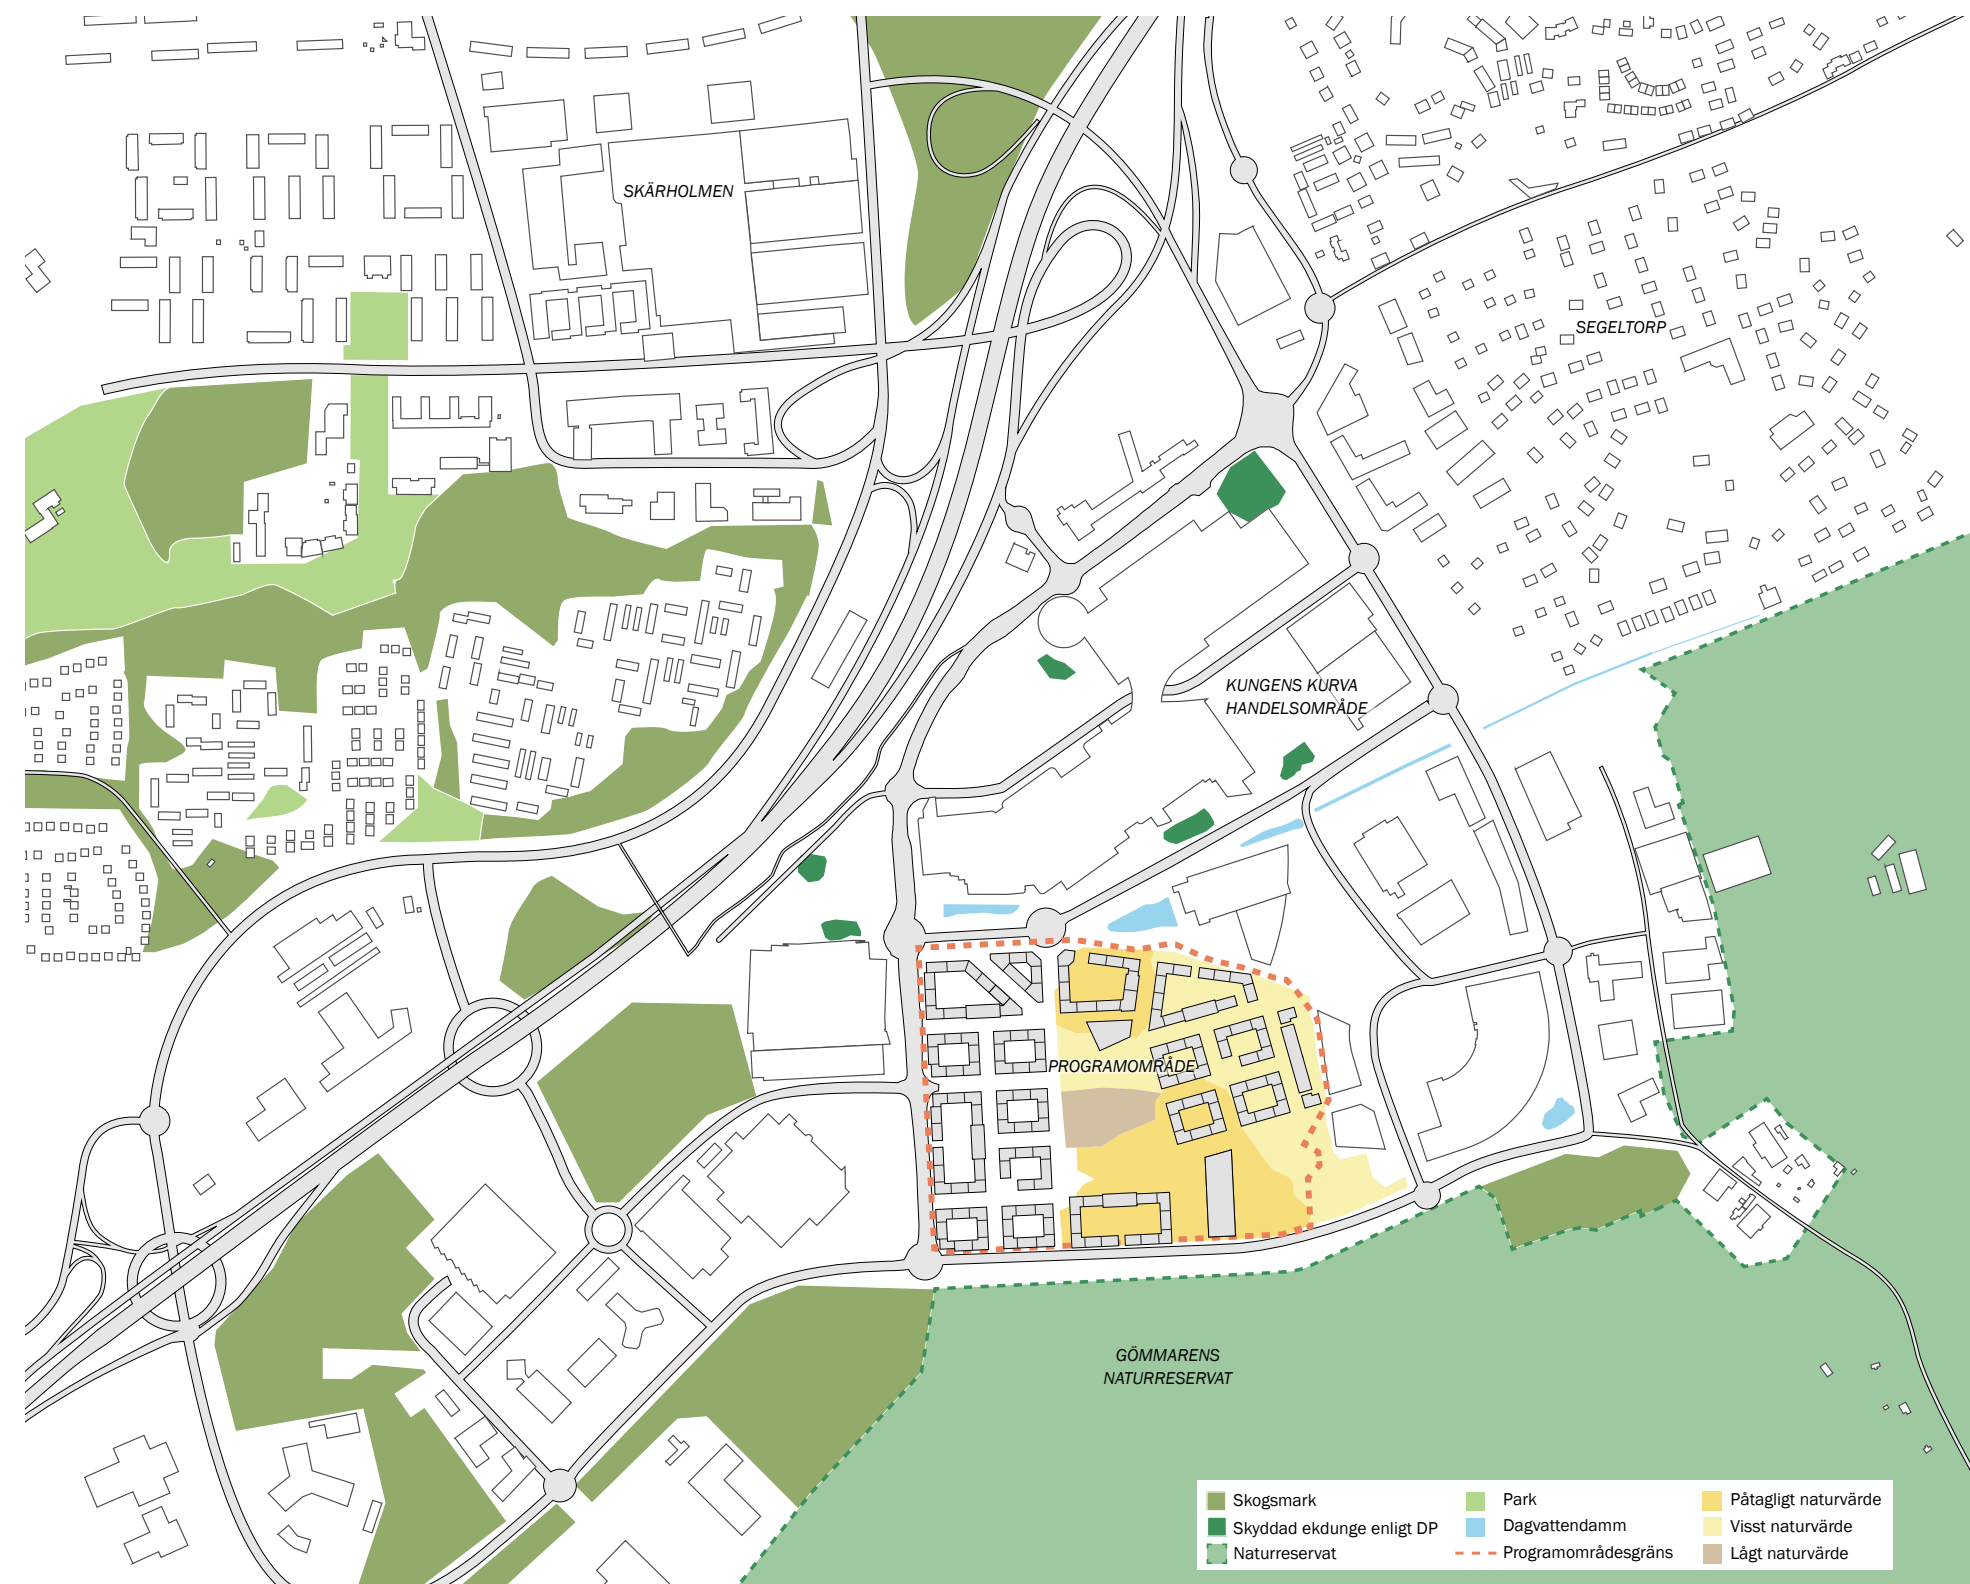 SKÄRHOLMEN
SEGELTORP
KUNGENS KURVA
HANDELSOMRÅDE
PROGRAMOMRÅDE
GÖMMARENS
NATURRESERVAT
Skogsmark
Skyddad ekdunge enligt DP
Naturreservat
Park
Dagvattendamm
Programområdesgräns
Påtagligt naturvärde
Visst naturvärde
Lågt naturvärde